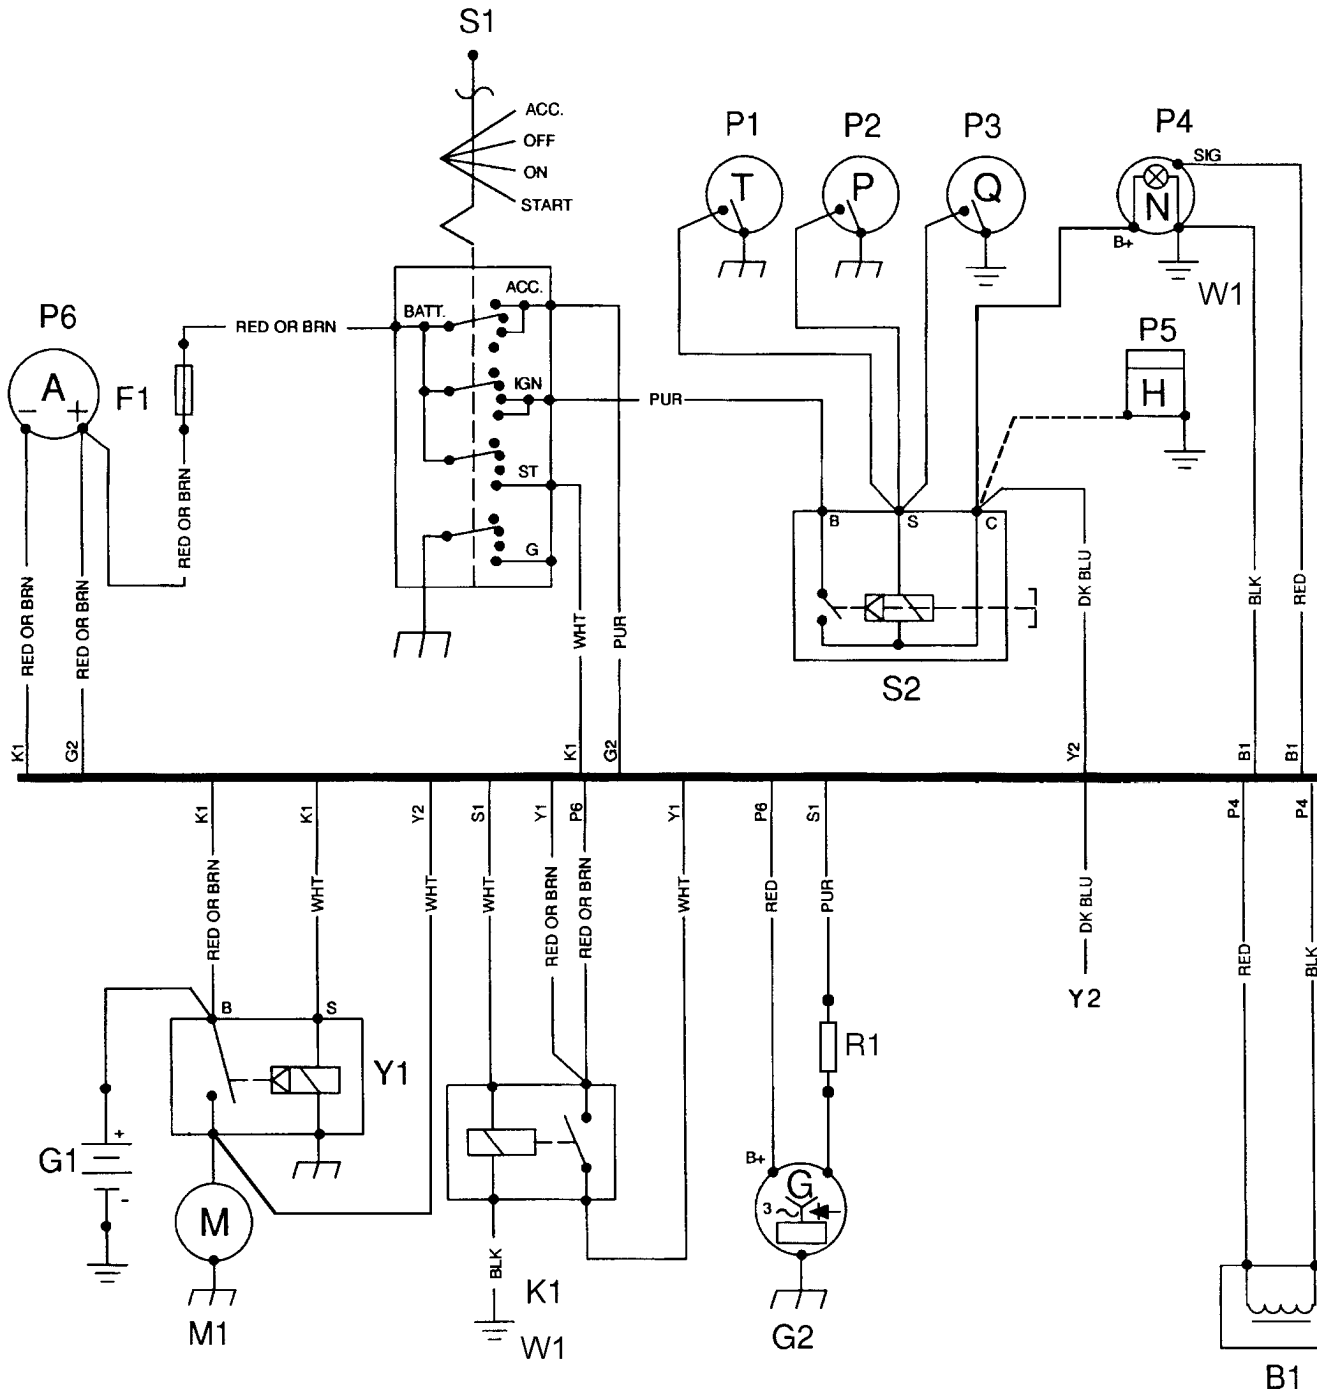 S1
ACC.
OFF
ON
START
P1
P2
P3
P4
T
P
Q
N
SIG
B+
W1
P6
A
- +
F1
RED OR BRN
BATT.
ACC.
IGN
ST
G
PUR
P5
H
B
S
C
S2
RED OR BRN
RED OR BRN
RED OR BRN
WHT
PUR
DK BLU
BLK
RED
K1
G2
K1
G2
Y2
B1
B1
K1
K1
Y2
S1
Y1
P6
Y1
P6
S1
P4
P4
RED OR BRN
WHT
WHT
WHT
RED OR BRN
RED OR BRN
WHT
RED
PUR
DK BLU
RED
BLK
Y2
B
S
Y1
R1
G1
+
-
M
M1
BLK
K1
W1
B+
G
3
G2
B1